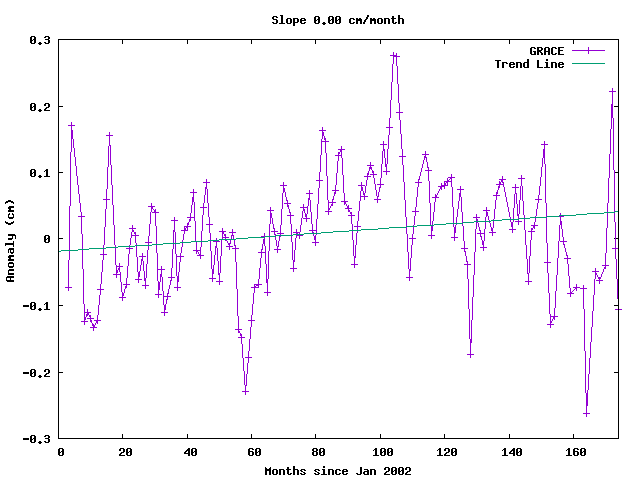 Slope 0.00 cm/month
GRACE
Trend Line
Anomaly (cm)
0.3
0.2
0.1
0
-0.1
-0.2
-0.3
0 20 40 60 80 100 120 140 160
Months since Jan 2002